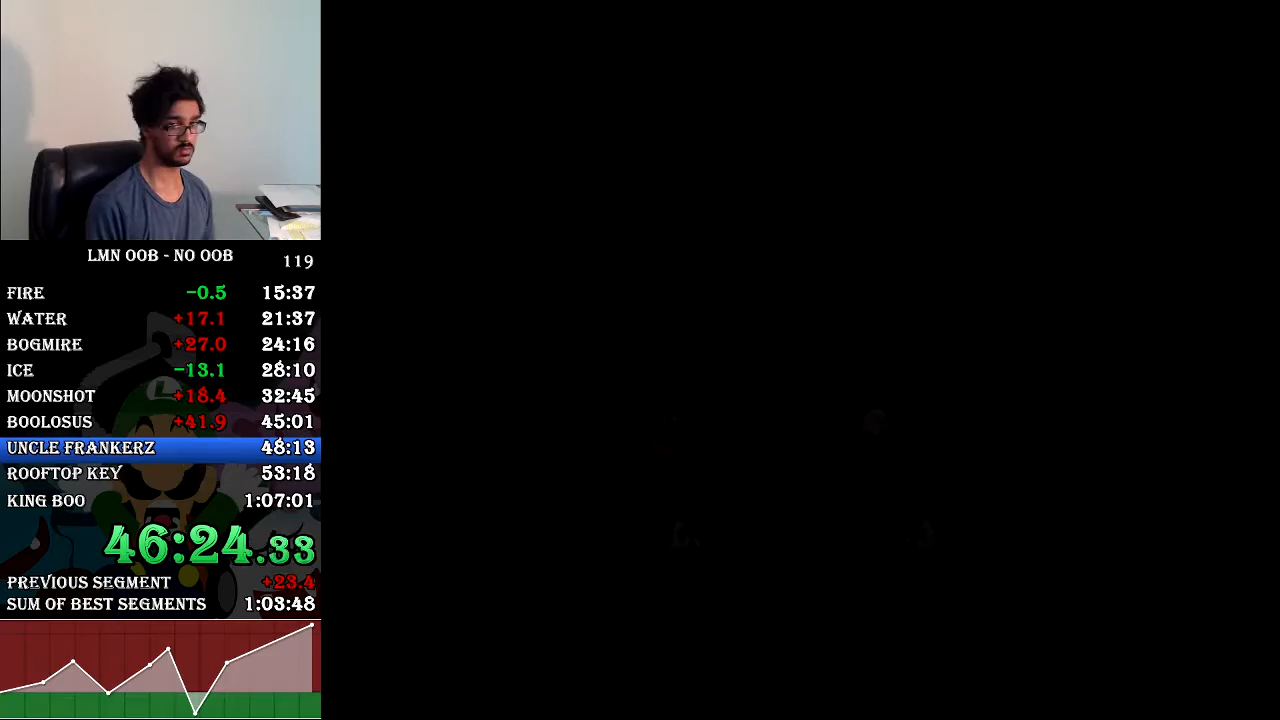 LMN OOB - NO OOB
119
FIRE -0.5 15:37
WATER +17.1 21:37
BOGMIRE +27.0 24:16
ICE -13.1 28:10
MOONSHOT +18.4 32:45
BOOLOSUS +41.9 45:01
UNCLE FRANKERZ 48:13
ROOFTOP KEY 53:18
KING BOO 1:07:01
46:24.33
PREVIOUS SEGMENT +23.4
SUM OF BEST SEGMENTS 1:03:48